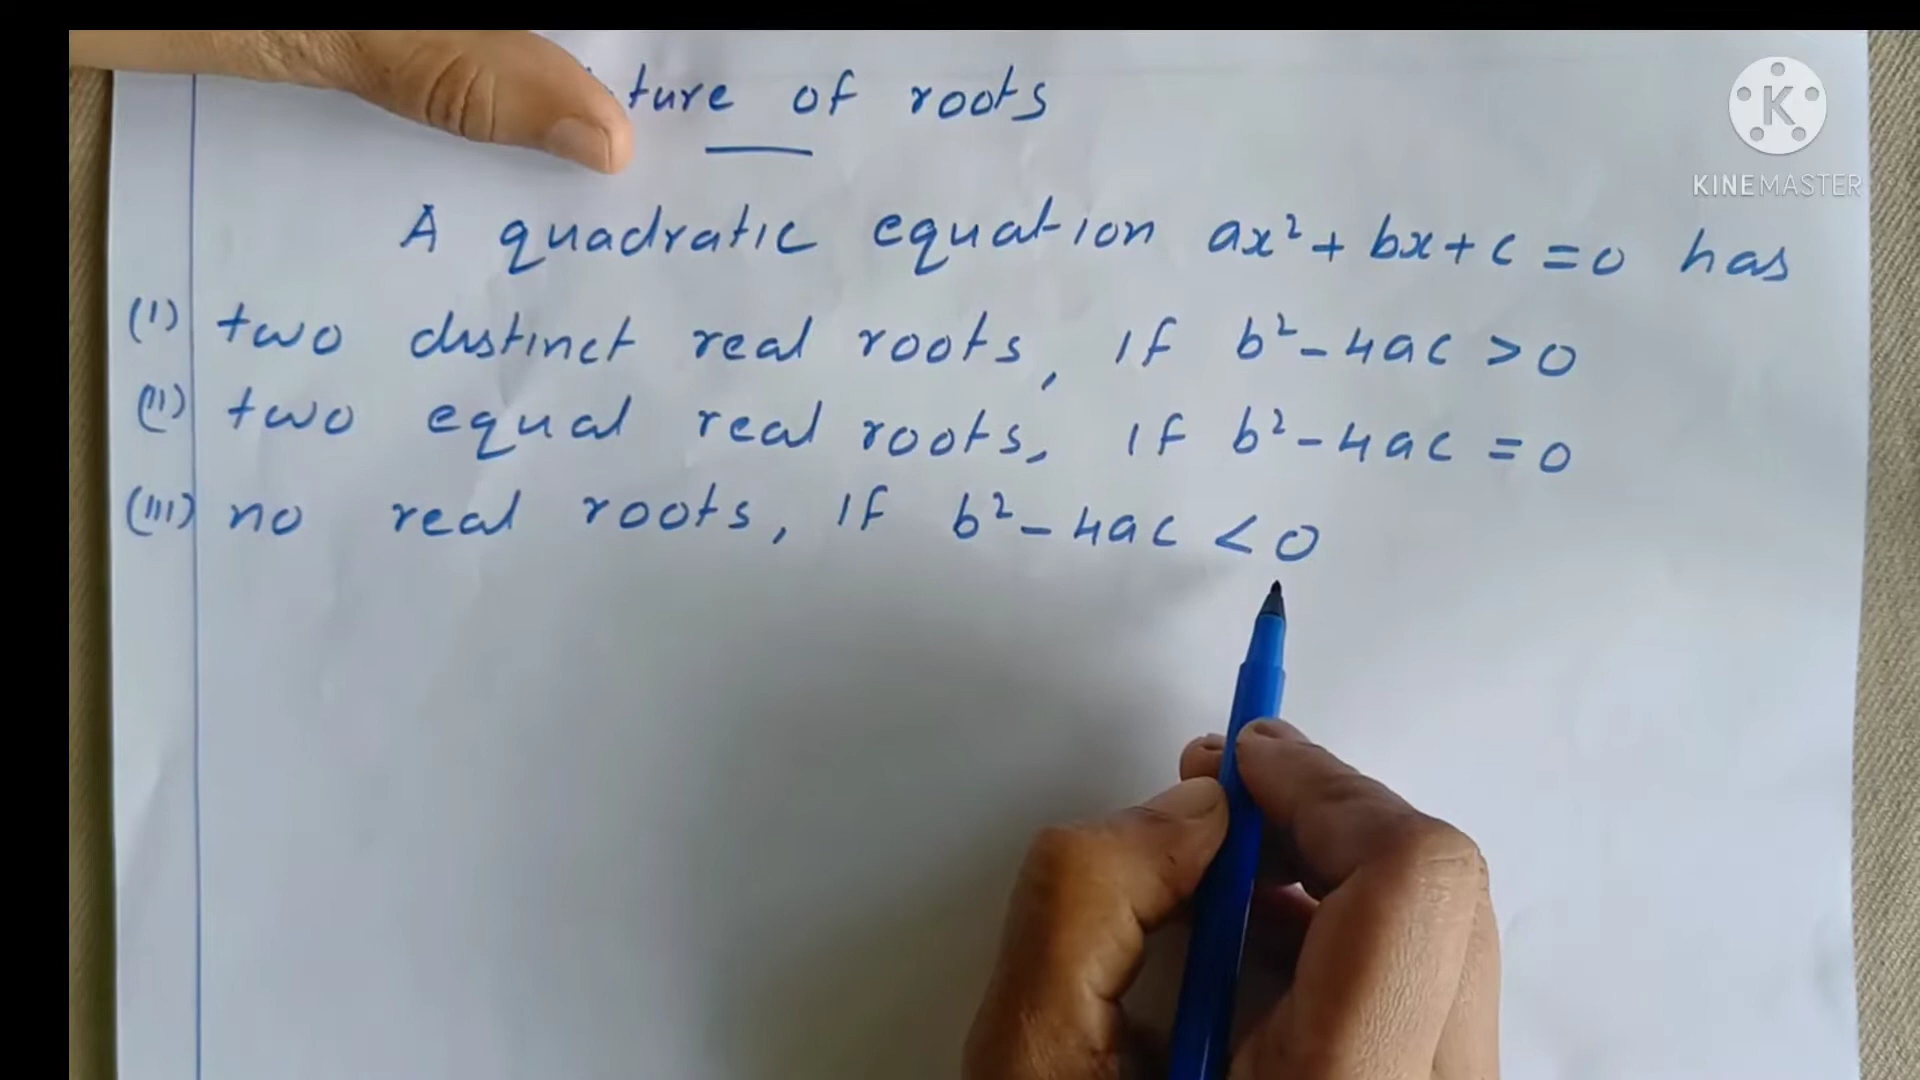 of roots
KINEMASTER
A quadratic equation ax² + bx + c = 0 has
(i) two distinct real roots, if b² - 4ac > 0
(ii) two equal real roots, if b² - 4ac = 0
(iii) no real roots, if b² - 4ac < 0